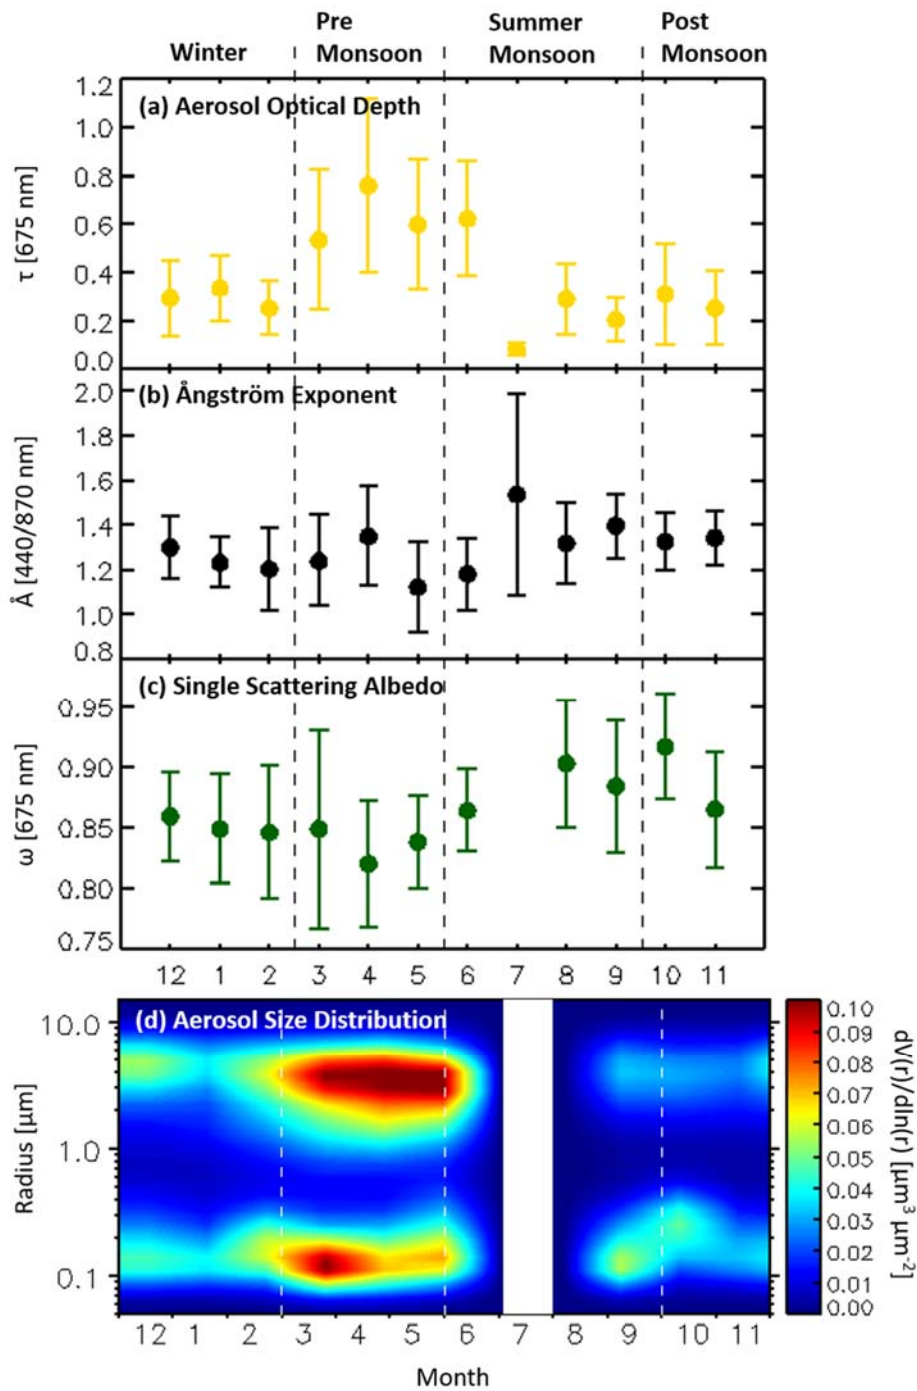 Pre Summer Post
Winter Monsoon Monsoon Monsoon
(a) Aerosol Optical Depth
τ [675 nm]
1.2
1.0
0.8
0.6
0.4
0.2
0.0
(b) Ångström Exponent
Å [440/870 nm]
2.0
1.8
1.6
1.4
1.2
1.0
0.8
(c) Single Scattering Albedo
ω [675 nm]
0.95
0.90
0.85
0.80
0.75
12 1 2 3 4 5 6 7 8 9 10 11
(d) Aerosol Size Distribution
Radius [µm]
10.0
1.0
0.1
12 1 2 3 4 5 6 7 8 9 10 11
Month
0.10
0.09
0.08
0.07
0.06
0.05
0.04
0.03
0.02
0.01
0.00
dV(r)/dln(r) [µm³ µm⁻²]